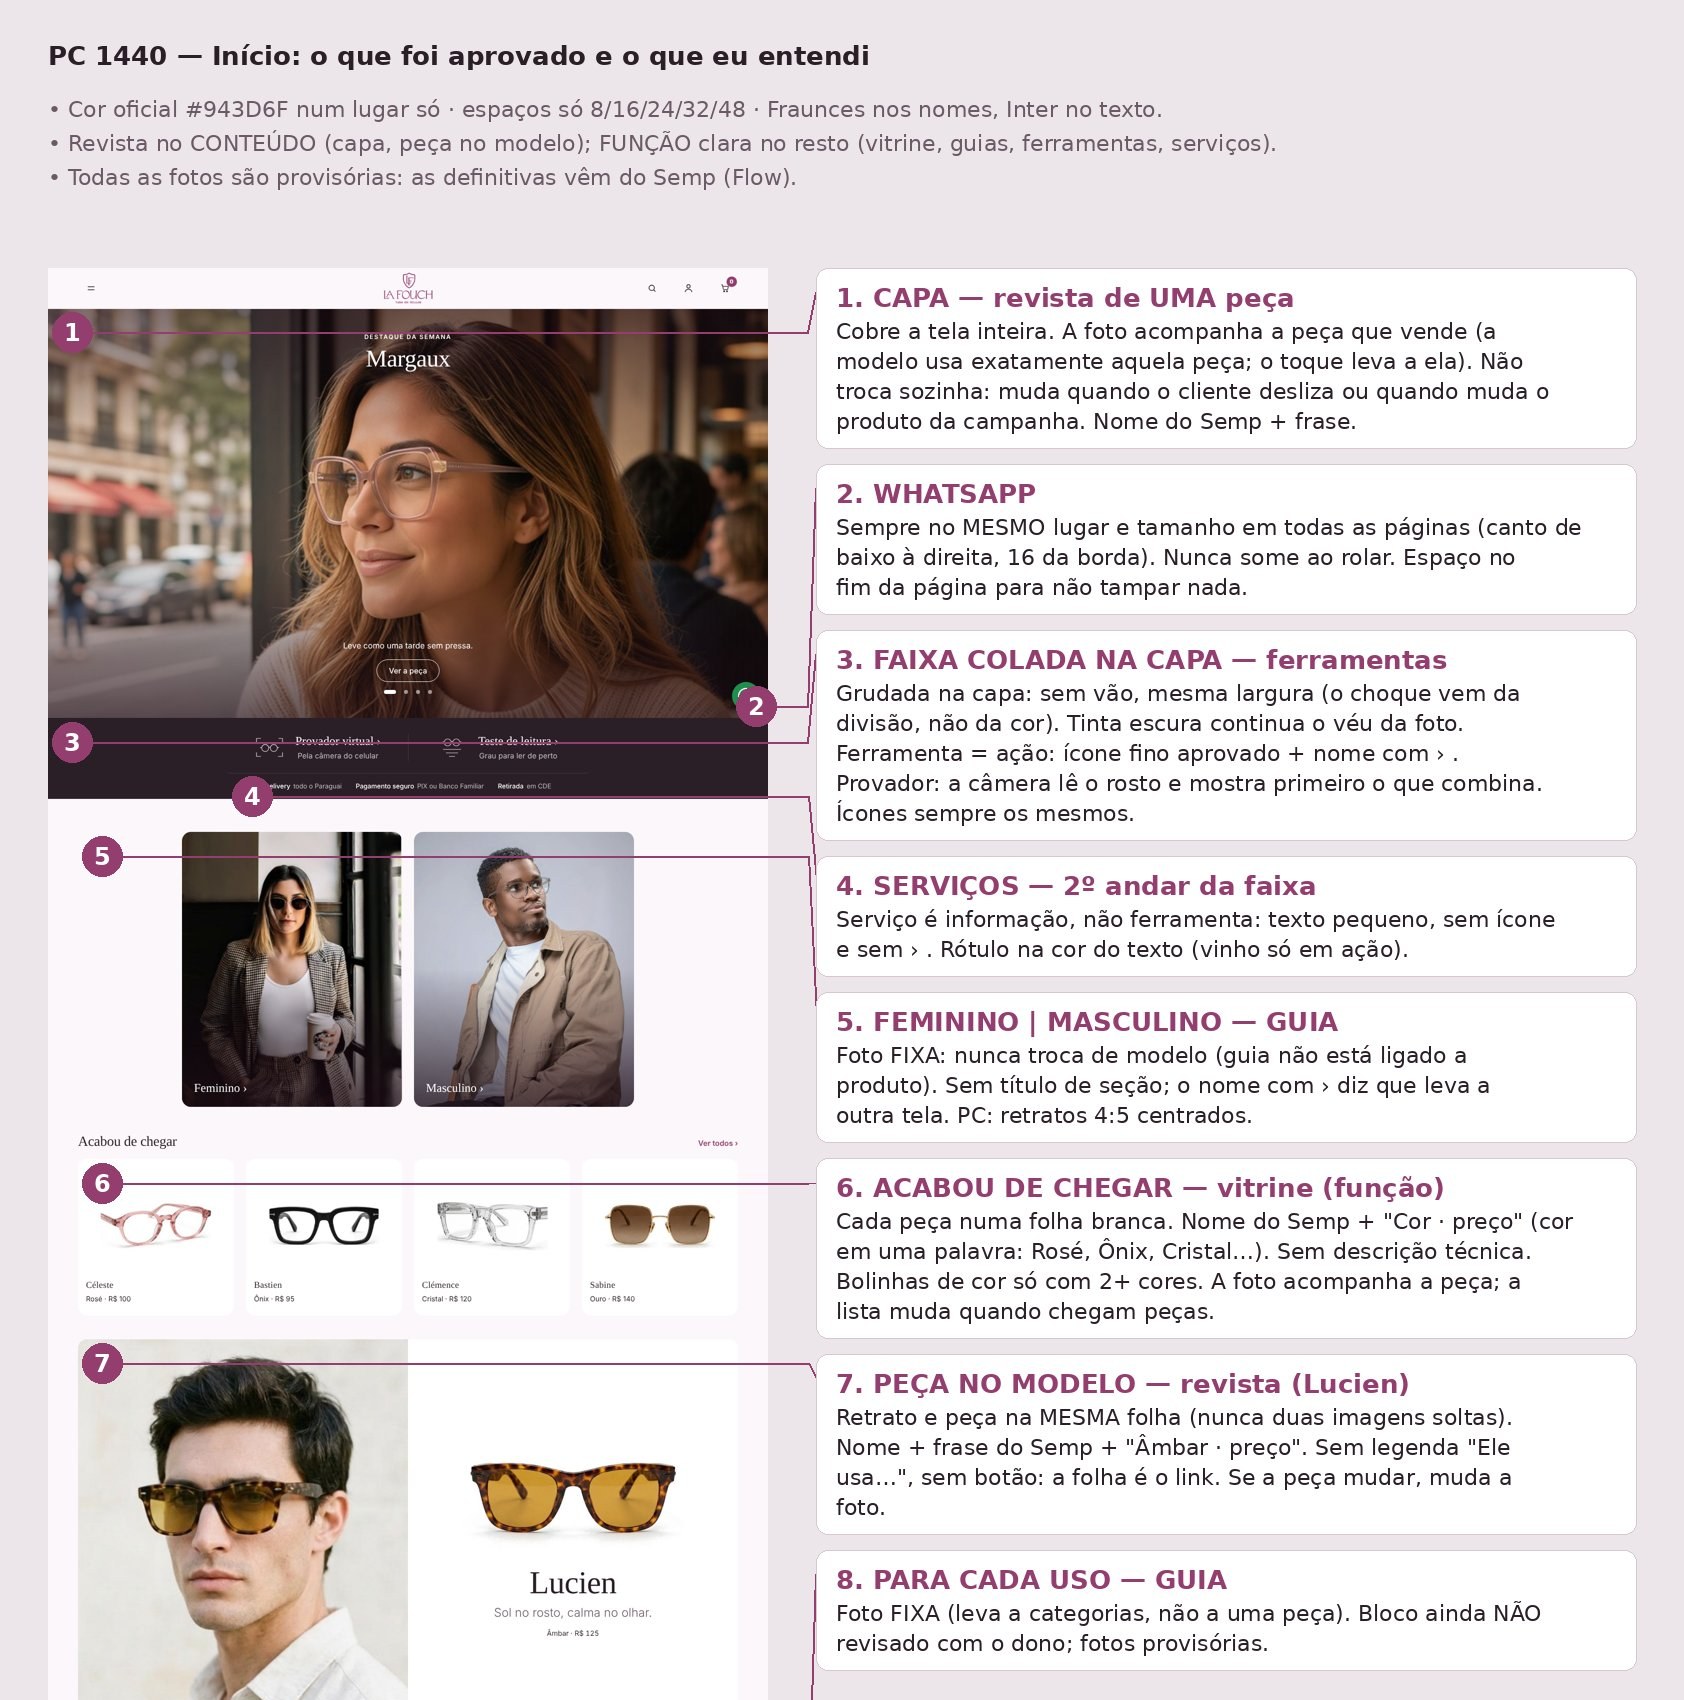 PC 1440 — Início: o que foi aprovado e o que eu entendi
• Cor oficial #943D6F num lugar só · espaços só 8/16/24/32/48 · Fraunces nos nomes, Inter no texto.
• Revista no CONTEÚDO (capa, peça no modelo); FUNÇÃO clara no resto (vitrine, guias, ferramentas, serviços).
• Todas as fotos são provisórias: as definitivas vêm do Semp (Flow).
LA FOUCH
0
1
DESTAQUE DA SEMANA
Margaux
Leve como uma tarde sem pressa.
Ver a peça
2
3
Provador virtual ›
Pela câmera do celular
Teste de leitura ›
Grau para ler de perto
4
elivery todo o Paraguai
Pagamento seguro PIX ou Banco Familiar
Retirada em CDE
5
Feminino ›
Masculino ›
Acabou de chegar
Ver todos ›
6
Céleste
Rosé · R$ 100
Bastien
Ônix · R$ 95
Clémence
Cristal · R$ 120
Sabine
Ouro · R$ 140
7
Lucien
Sol no rosto, calma no olhar.
Âmbar · R$ 125
1. CAPA — revista de UMA peça
Cobre a tela inteira. A foto acompanha a peça que vende (a
modelo usa exatamente aquela peça; o toque leva a ela). Não
troca sozinha: muda quando o cliente desliza ou quando muda o
produto da campanha. Nome do Semp + frase.
2. WHATSAPP
Sempre no MESMO lugar e tamanho em todas as páginas (canto de
baixo à direita, 16 da borda). Nunca some ao rolar. Espaço no
fim da página para não tampar nada.
3. FAIXA COLADA NA CAPA — ferramentas
Grudada na capa: sem vão, mesma largura (o choque vem da
divisão, não da cor). Tinta escura continua o véu da foto.
Ferramenta = ação: ícone fino aprovado + nome com › .
Provador: a câmera lê o rosto e mostra primeiro o que combina.
Ícones sempre os mesmos.
4. SERVIÇOS — 2º andar da faixa
Serviço é informação, não ferramenta: texto pequeno, sem ícone
e sem › . Rótulo na cor do texto (vinho só em ação).
5. FEMININO | MASCULINO — GUIA
Foto FIXA: nunca troca de modelo (guia não está ligado a
produto). Sem título de seção; o nome com › diz que leva a
outra tela. PC: retratos 4:5 centrados.
6. ACABOU DE CHEGAR — vitrine (função)
Cada peça numa folha branca. Nome do Semp + "Cor · preço" (cor
em uma palavra: Rosé, Ônix, Cristal...). Sem descrição técnica.
Bolinhas de cor só com 2+ cores. A foto acompanha a peça; a
lista muda quando chegam peças.
7. PEÇA NO MODELO — revista (Lucien)
Retrato e peça na MESMA folha (nunca duas imagens soltas).
Nome + frase do Semp + "Âmbar · preço". Sem legenda "Ele
usa...", sem botão: a folha é o link. Se a peça mudar, muda a
foto.
8. PARA CADA USO — GUIA
Foto FIXA (leva a categorias, não a uma peça). Bloco ainda NÃO
revisado com o dono; fotos provisórias.